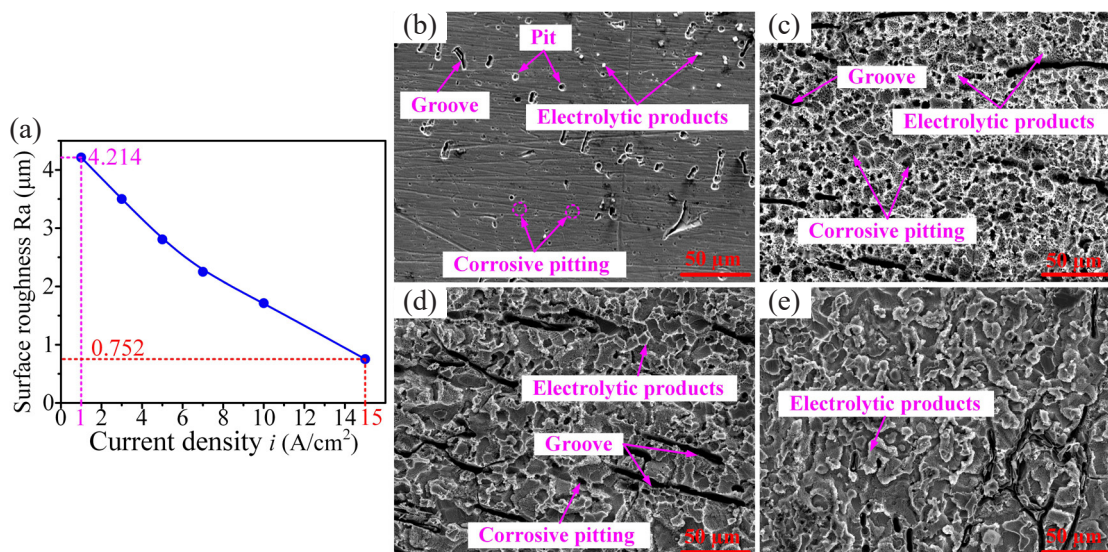 (a)
Surface roughness Ra (μm)
4
3
2
1
0
4.214
0.752
0
1
2
4
6
8
10
12
14
15
Current density i (A/cm²)
(b)
Pit
Groove
Electrolytic products
Corrosive pitting
50 μm
(c)
Groove
Electrolytic products
Corrosive pitting
50 μm
(d)
Electrolytic products
Groove
Corrosive pitting
50 μm
(e)
Electrolytic products
50 μm